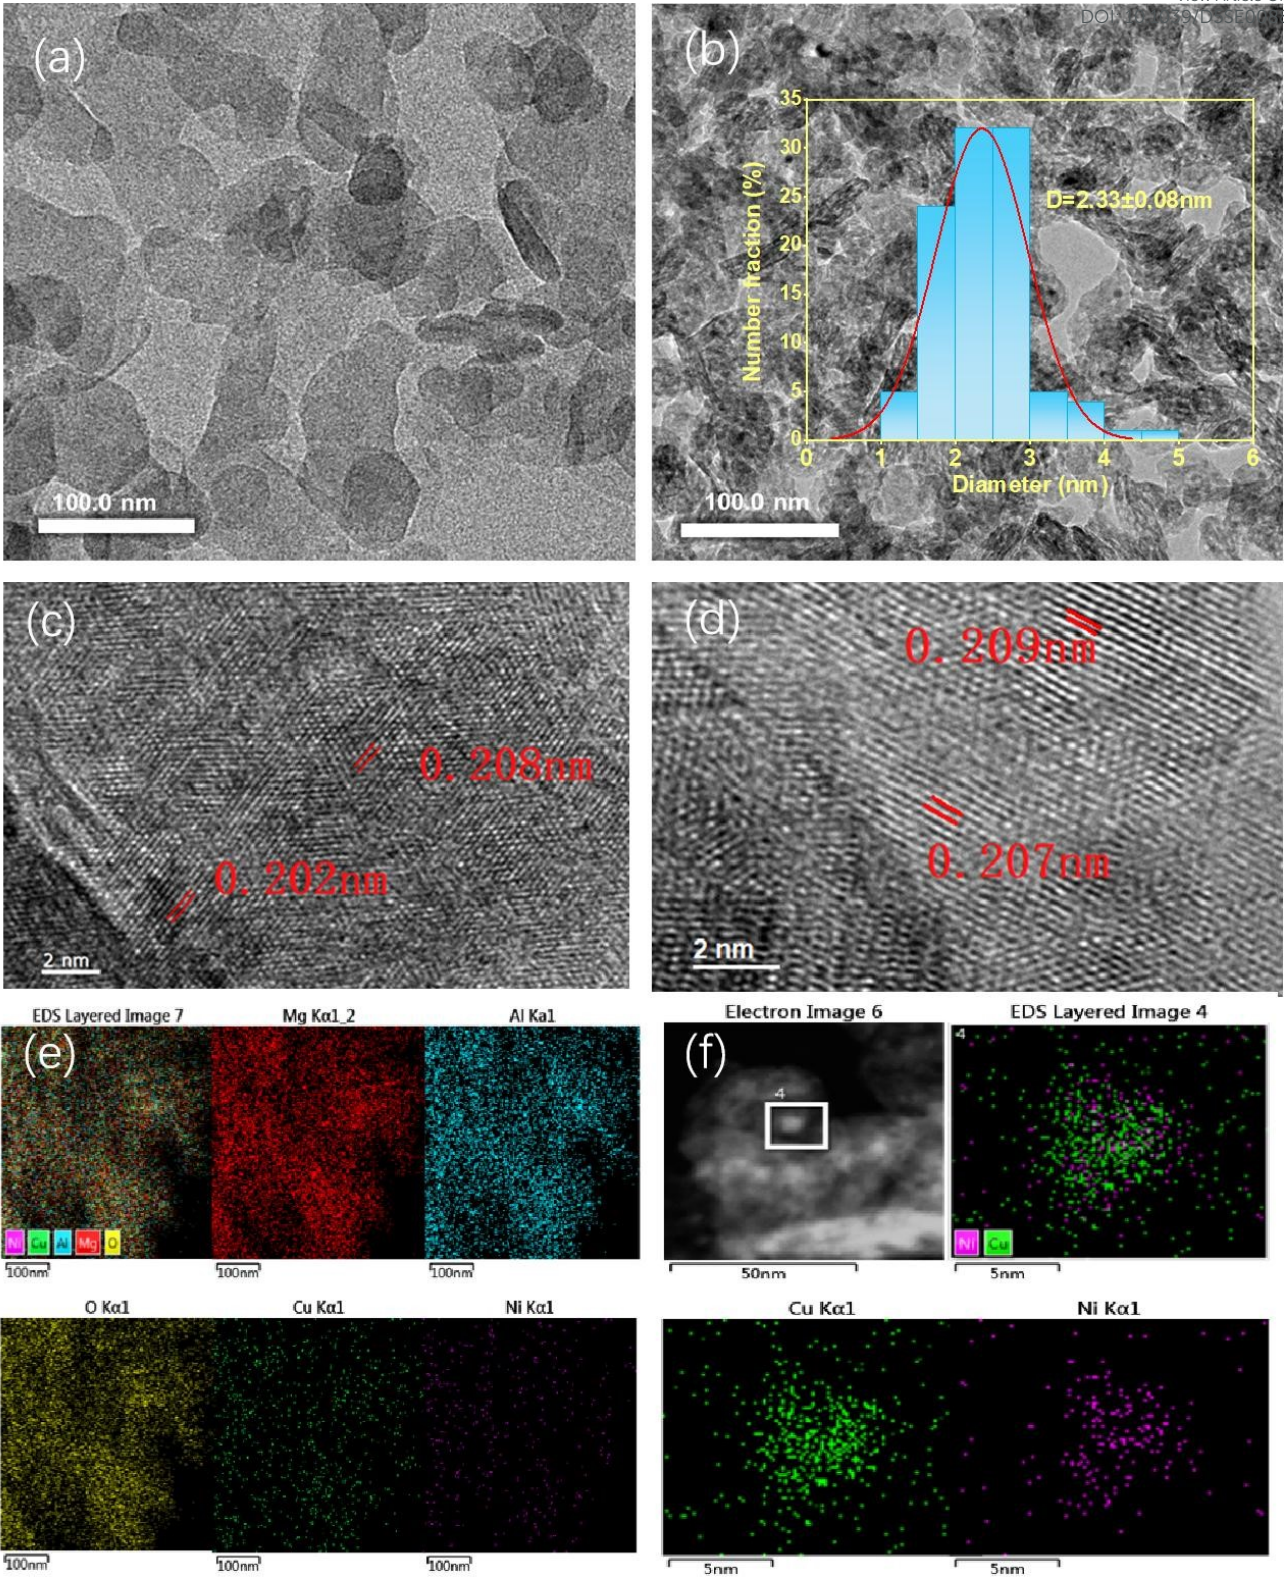 (a)
100.0 nm
(b)
35
30
25
20
15
10
5
0
Number fraction (%)
D=2.33±0.08nm
0 1 2 3 4 5 6
Diameter (nm)
100.0 nm
(c)
0.208nm
0.202nm
2 nm
(d)
0.209nm
0.207nm
2 nm
EDS Layered Image 7
Mg Kα1_2
Al Ka1
(e)
Ni Cu Al Mg O
100nm
100nm
100nm
O Kα1
Cu Kα1
Ni Kα1
100nm
100nm
100nm
Electron Image 6
EDS Layered Image 4
(f)
4
4
Ni Cu
50nm
5nm
Cu Kα1
Ni Kα1
5nm
5nm